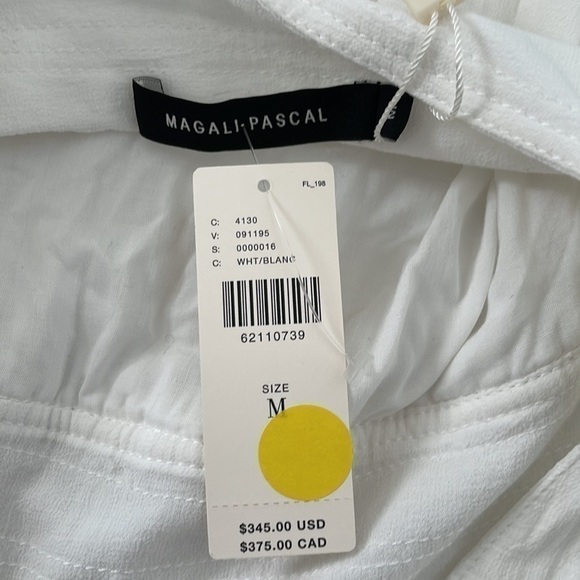 MAGALI PASCAL
FL_198
C: 4130
V: 091195
S: 0000016
C: WHT/BLANC
62110739
SIZE
M
$345.00 USD
$375.00 CAD